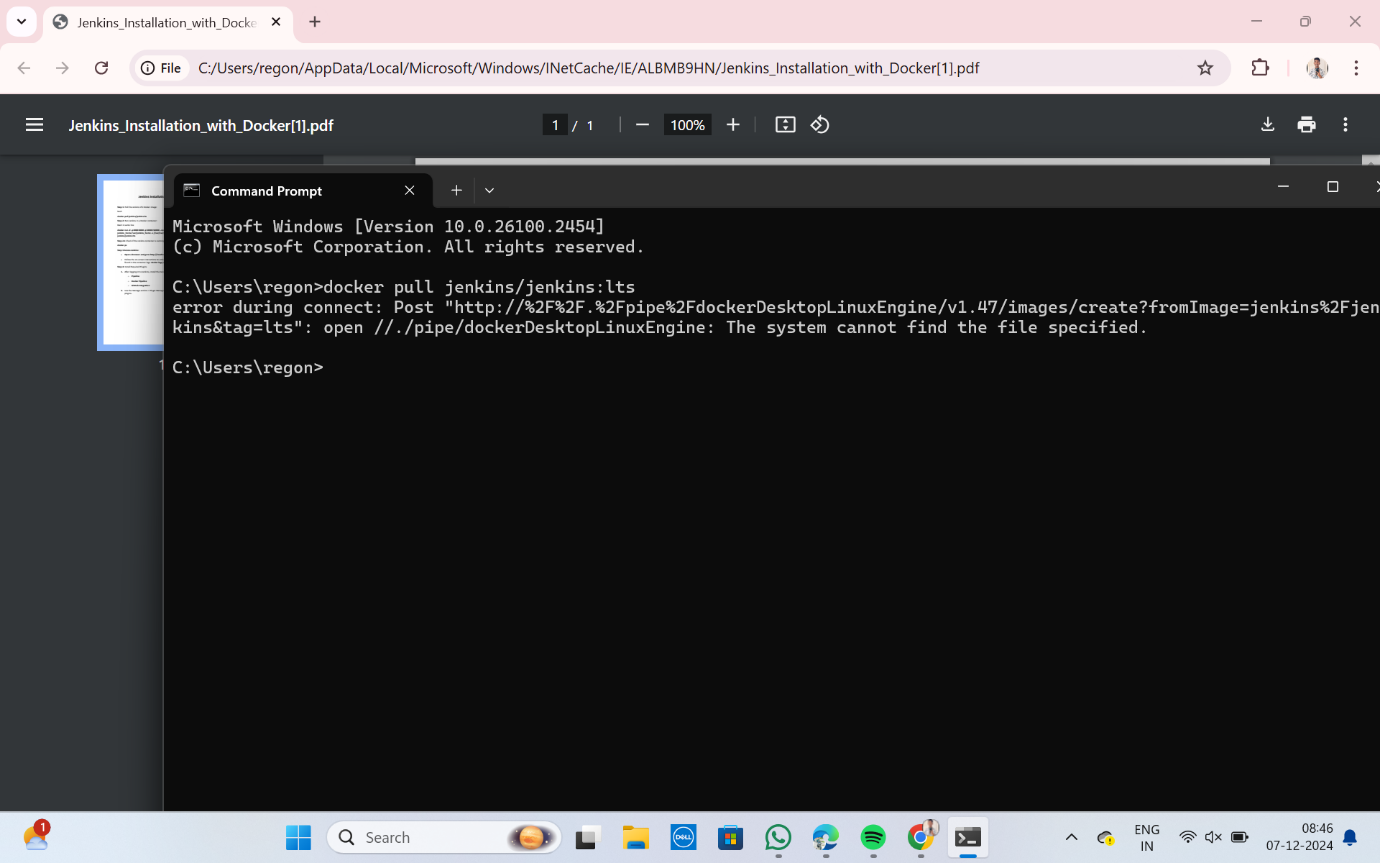 Jenkins_Installation_with_Docke
File
C:/Users/regon/AppData/Local/Microsoft/Windows/INetCache/IE/ALBMB9HN/Jenkins_Installation_with_Docker[1].pdf
Jenkins_Installation_with_Docker[1].pdf
1 / 1
100%
Command Prompt
Microsoft Windows [Version 10.0.26100.2454]
(c) Microsoft Corporation. All rights reserved.
C:\Users\regon>docker pull jenkins/jenkins:lts
error during connect: Post "http://%2F%2F.%2Fpipe%2FdockerDesktopLinuxEngine/v1.47/images/create?fromImage=jenkins%2Fjen
kins&tag=lts": open //./pipe/dockerDesktopLinuxEngine: The system cannot find the file specified.
C:\Users\regon>
1
1
Search
DELL
ENG
IN
08:46
07-12-2024